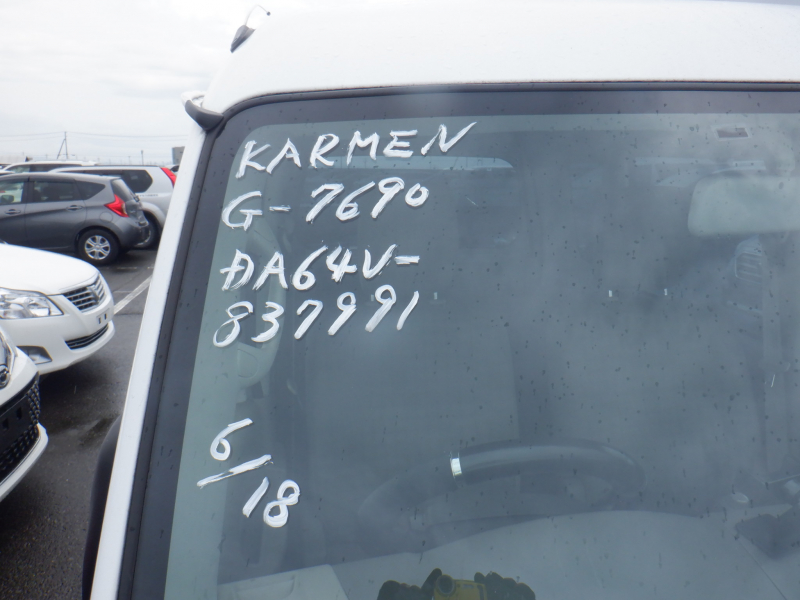 KARMEN
G-7690
DA64V-
837991
6/18